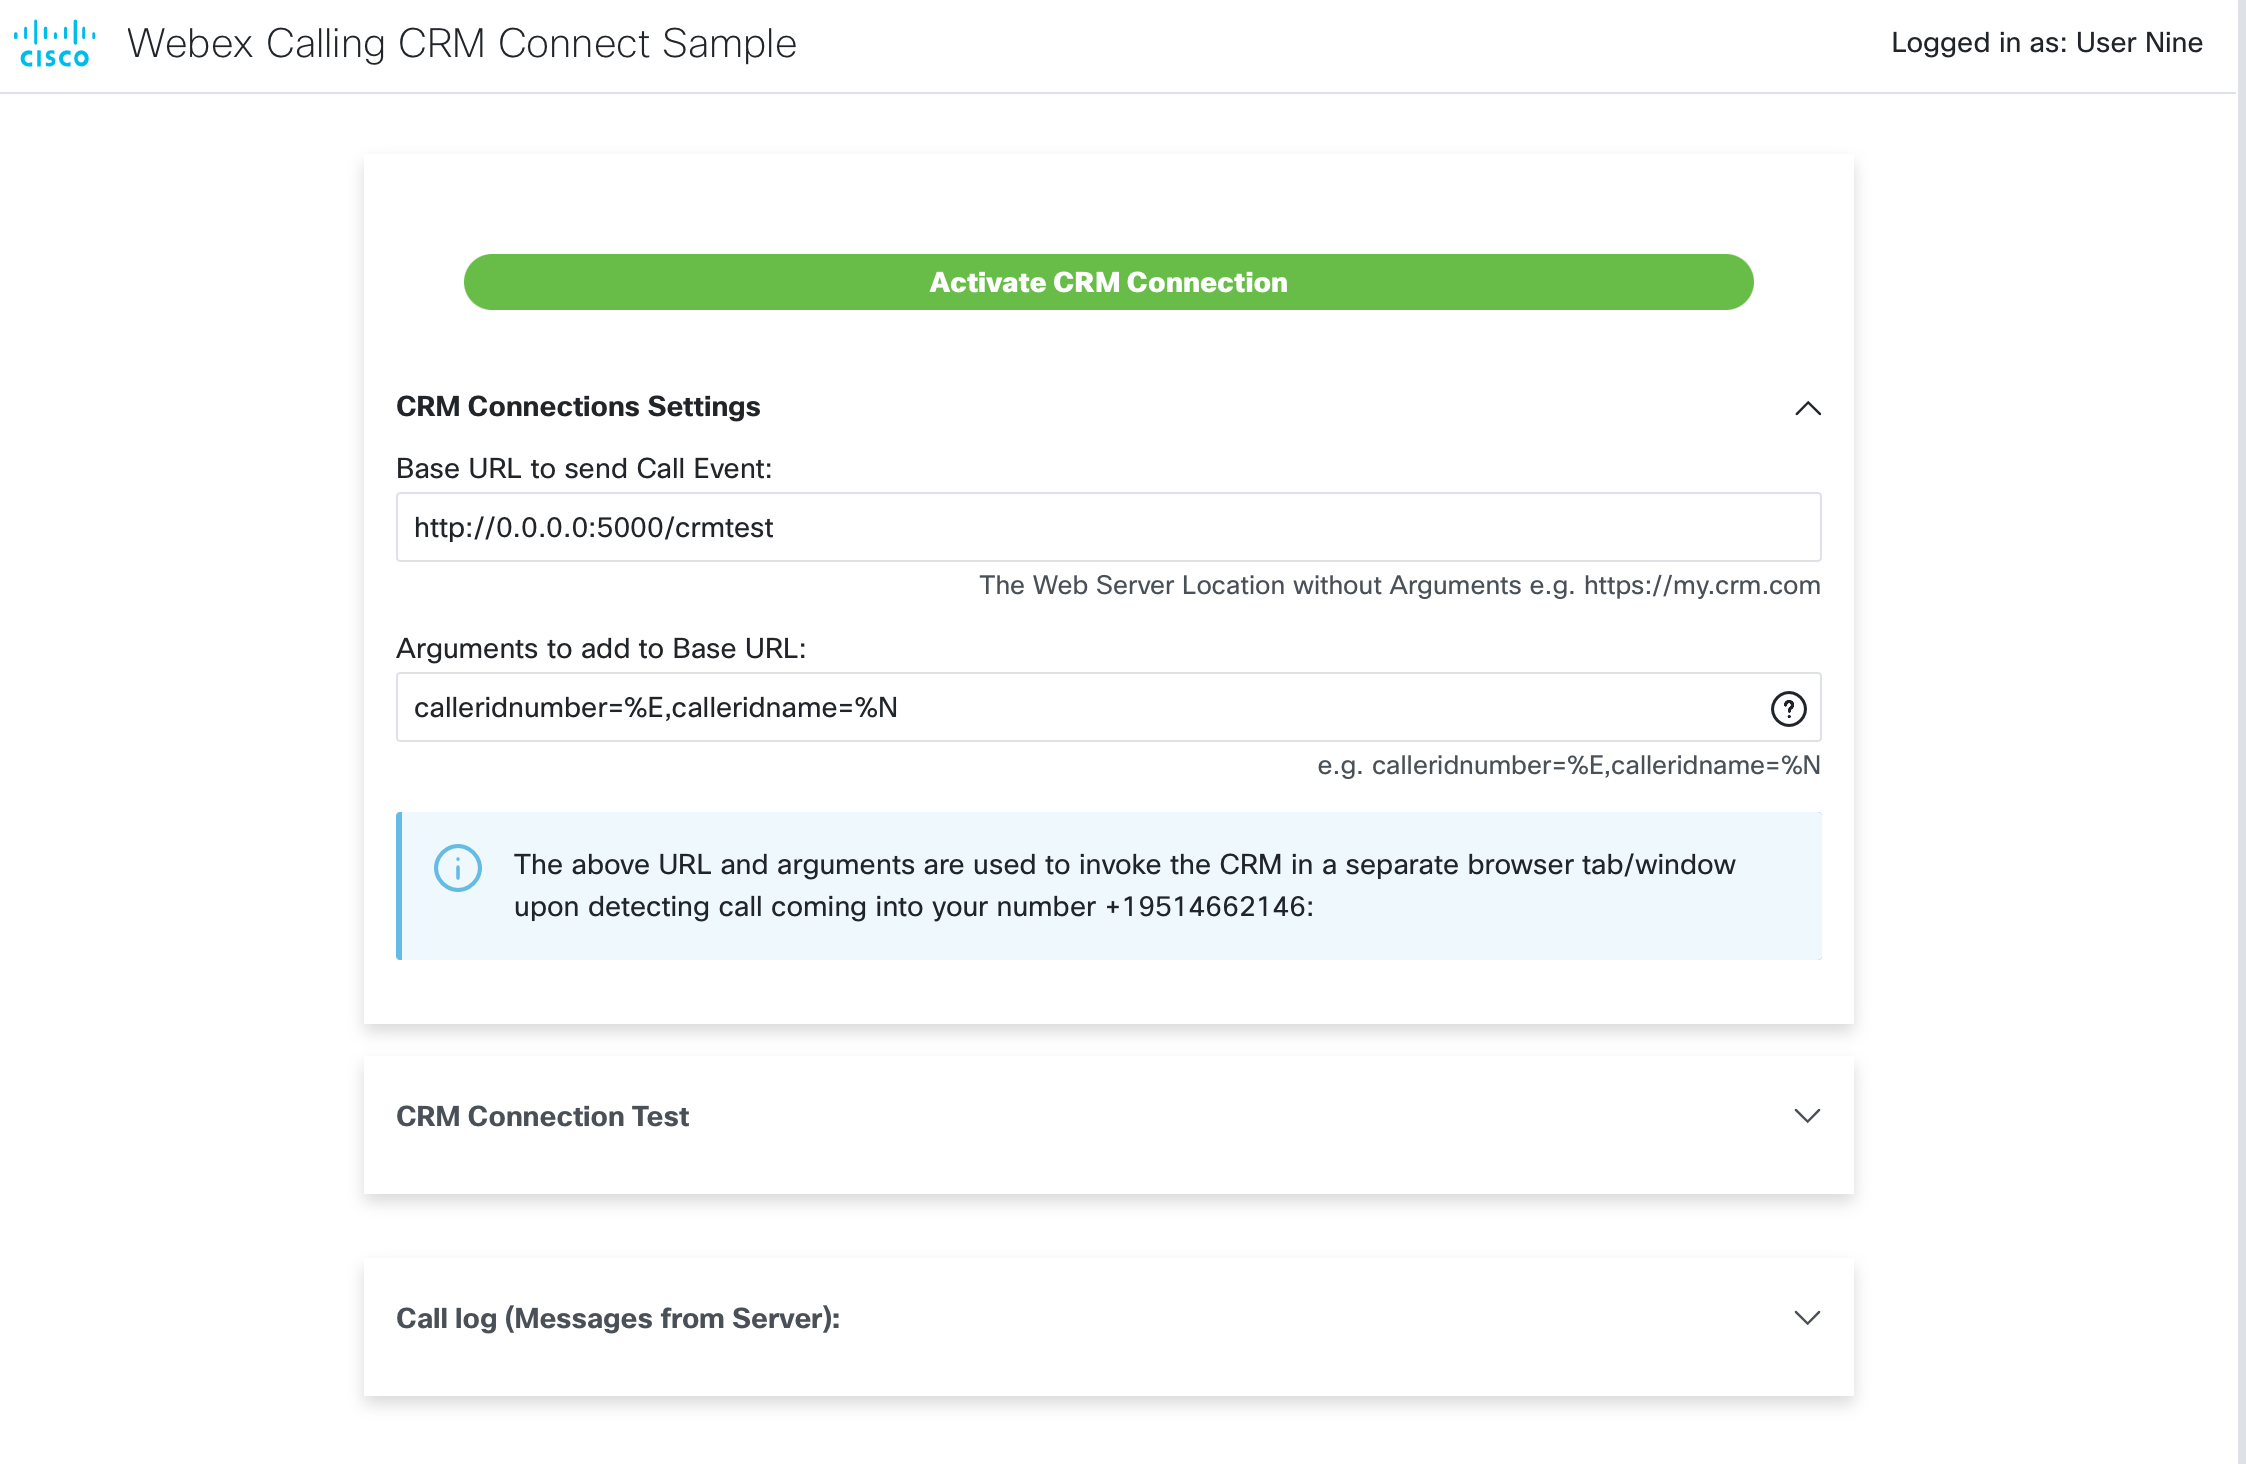 CISCO
Webex Calling CRM Connect Sample
Logged in as: User Nine
Activate CRM Connection
CRM Connections Settings
Base URL to send Call Event:
http://0.0.0.0:5000/crmtest
The Web Server Location without Arguments e.g. https://my.crm.com
Arguments to add to Base URL:
calleridnumber=%E,calleridname=%N
e.g. calleridnumber=%E,calleridname=%N
The above URL and arguments are used to invoke the CRM in a separate browser tab/window
upon detecting call coming into your number +19514662146:
CRM Connection Test
Call log (Messages from Server):